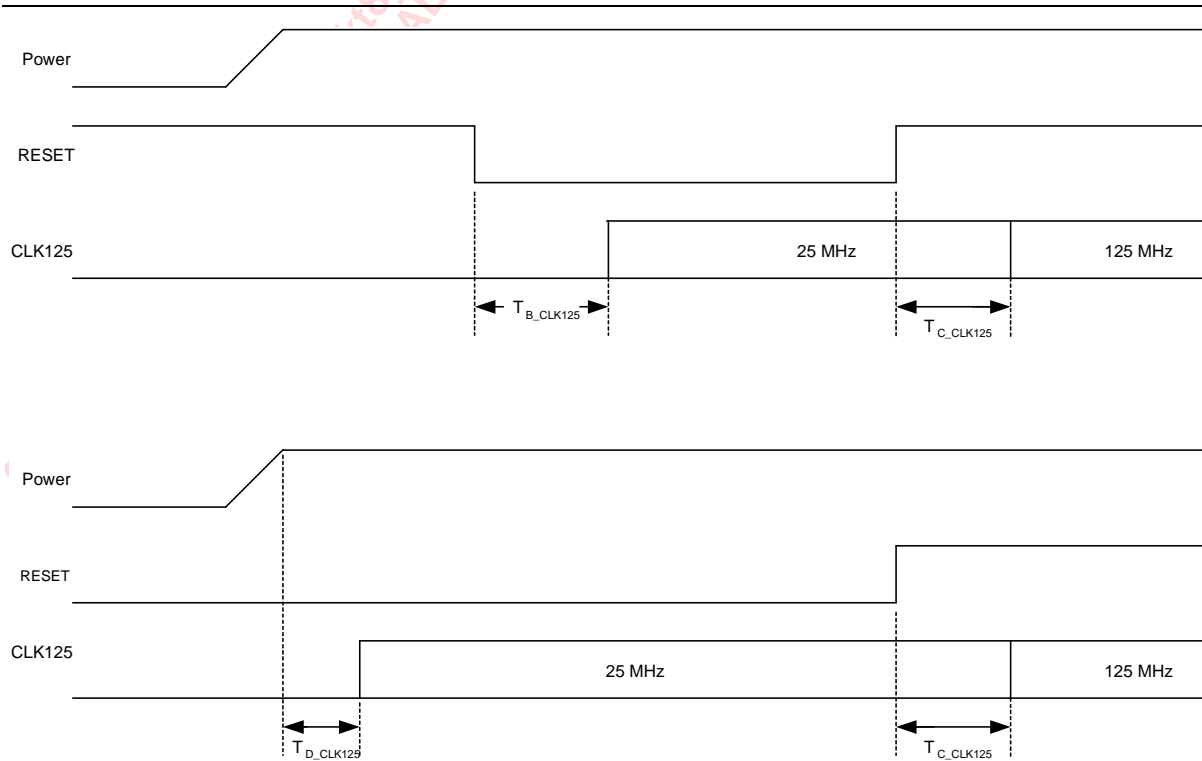 Power
RESET
CLK125
25 MHz
125 MHz
T B_CLK125
T C_CLK125
Power
RESET
CLK125
25 MHz
125 MHz
T D_CLK125
T C_CLK125